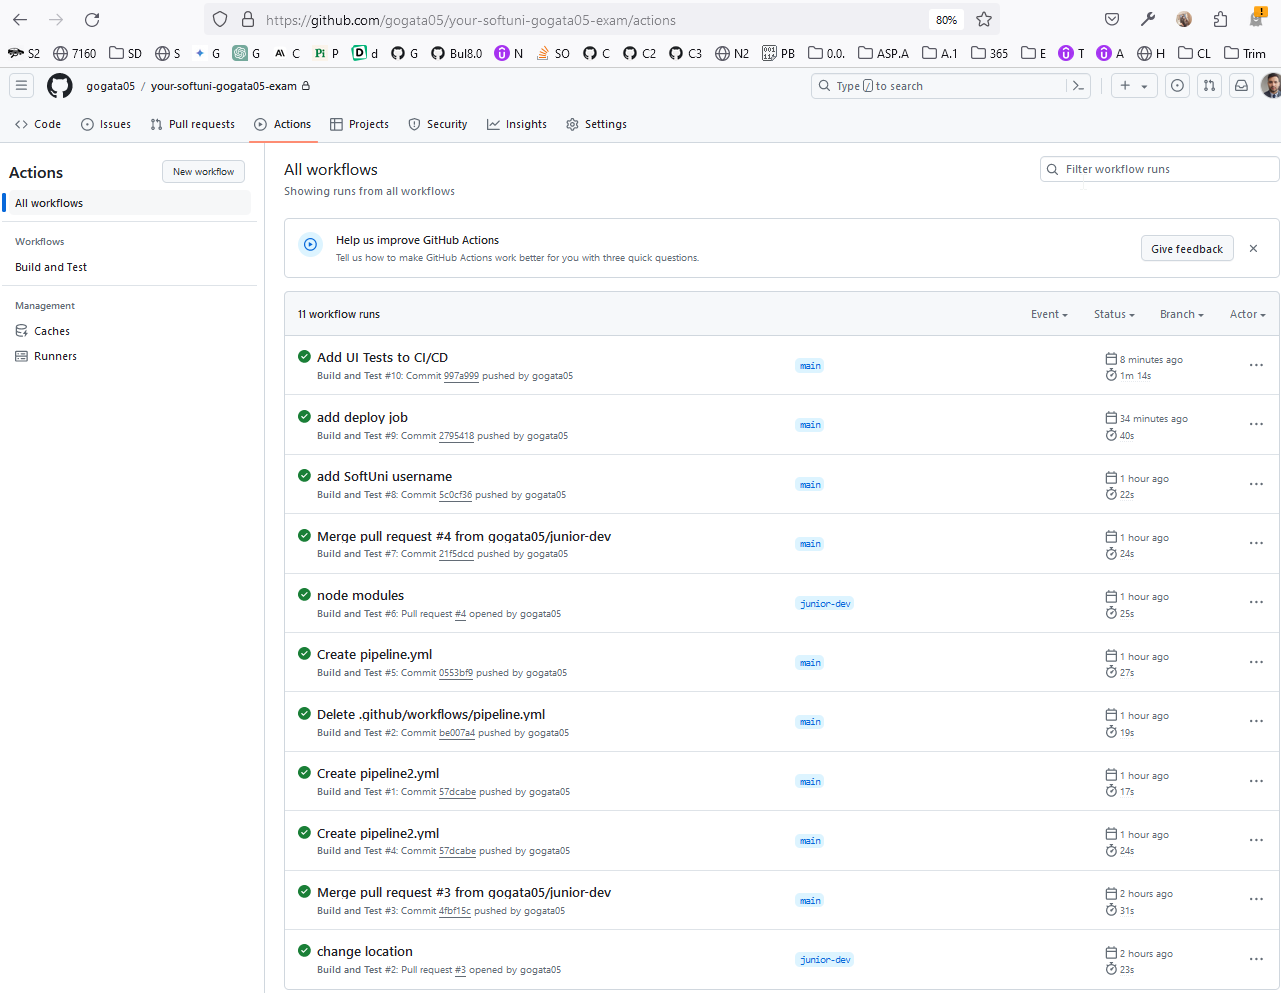 https://github.com/gogata05/your-softuni-gogata05-exam/actions
80%
S2 7160 SD S G G C P d G Bul8.0 N SO C C2 C3 N2 PB 0.0. ASP.A A.1 365 E T A H CL Trim
gogata05 / your-softuni-gogata05-exam
Type / to search
Code Issues Pull requests Actions Projects Security Insights Settings
Actions
New workflow
All workflows
Workflows
Build and Test
Management
Caches
Runners
All workflows
Showing runs from all workflows
Filter workflow runs
Help us improve GitHub Actions
Tell us how to make GitHub Actions work better for you with three quick questions.
Give feedback
11 workflow runs
Event Status Branch Actor
Add UI Tests to CI/CD
Build and Test #10: Commit 997a999 pushed by gogata05
main
8 minutes ago
1m 14s
add deploy job
Build and Test #9: Commit 2795418 pushed by gogata05
main
34 minutes ago
40s
add SoftUni username
Build and Test #8: Commit 5c0cf36 pushed by gogata05
main
1 hour ago
22s
Merge pull request #4 from gogata05/junior-dev
Build and Test #7: Commit 21f5dcd pushed by gogata05
main
1 hour ago
24s
node modules
Build and Test #6: Pull request #4 opened by gogata05
junior-dev
1 hour ago
25s
Create pipeline.yml
Build and Test #5: Commit 0553bf9 pushed by gogata05
main
1 hour ago
27s
Delete .github/workflows/pipeline.yml
Build and Test #2: Commit be007a4 pushed by gogata05
main
1 hour ago
19s
Create pipeline2.yml
Build and Test #1: Commit 57dcabe pushed by gogata05
main
1 hour ago
17s
Create pipeline2.yml
Build and Test #4: Commit 57dcabe pushed by gogata05
main
1 hour ago
24s
Merge pull request #3 from gogata05/junior-dev
Build and Test #3: Commit 4fbf15c pushed by gogata05
main
2 hours ago
31s
change location
Build and Test #2: Pull request #3 opened by gogata05
junior-dev
2 hours ago
23s